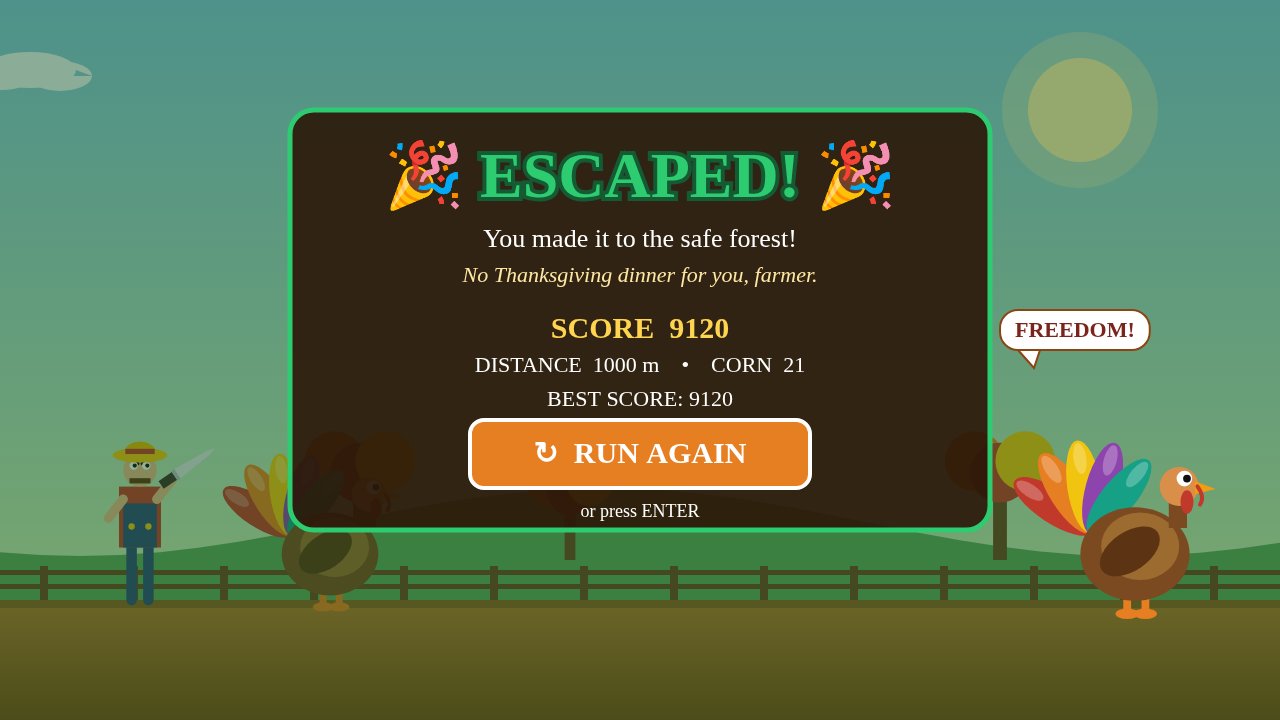 🎉 ESCAPED! 🎉
You made it to the safe forest!
No Thanksgiving dinner for you, farmer.
SCORE 9120
DISTANCE 1000 m • CORN 21
BEST SCORE: 9120
↻ RUN AGAIN
or press ENTER
FREEDOM!